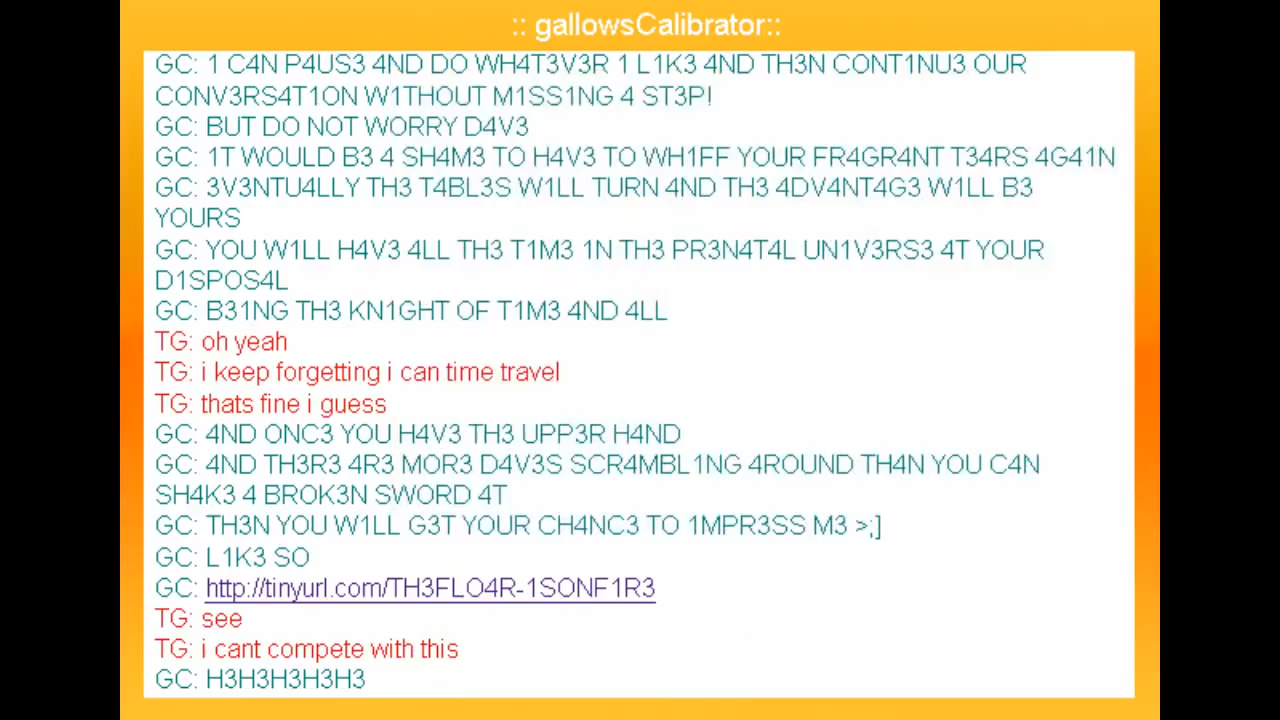 :: gallowsCalibrator::
GC: 1 C4N P4US3 4ND DO WH4T3V3R 1 L1K3 4ND TH3N CONT1NU3 OUR
CONV3RS4T1ON W1THOUT M1SS1NG 4 ST3P!
GC: BUT DO NOT WORRY D4V3
GC: 1T WOULD B3 4 SH4M3 TO H4V3 TO WH1FF YOUR FR4GR4NT T34RS 4G41N
GC: 3V3NTU4LLY TH3 T4BL3S W1LL TURN 4ND TH3 4DV4NT4G3 W1LL B3
YOURS
GC: YOU W1LL H4V3 4LL TH3 T1M3 1N TH3 PR3N4T4L UN1V3RS3 4T YOUR
D1SPOS4L
GC: B31NG TH3 KN1GHT OF T1M3 4ND 4LL
TG: oh yeah
TG: i keep forgetting i can time travel
TG: thats fine i guess
GC: 4ND ONC3 YOU H4V3 TH3 UPP3R H4ND
GC: 4ND TH3R3 4R3 MOR3 D4V3S SCR4MBL1NG 4ROUND TH4N YOU C4N
SH4K3 4 BROK3N SWORD 4T
GC: TH3N YOU W1LL G3T YOUR CH4NC3 TO 1MPR3SS M3 >;]
GC: L1K3 SO
GC: http://tinyurl.com/TH3FLO4R-1SONF1R3
TG: see
TG: i cant compete with this
GC: H3H3H3H3H3